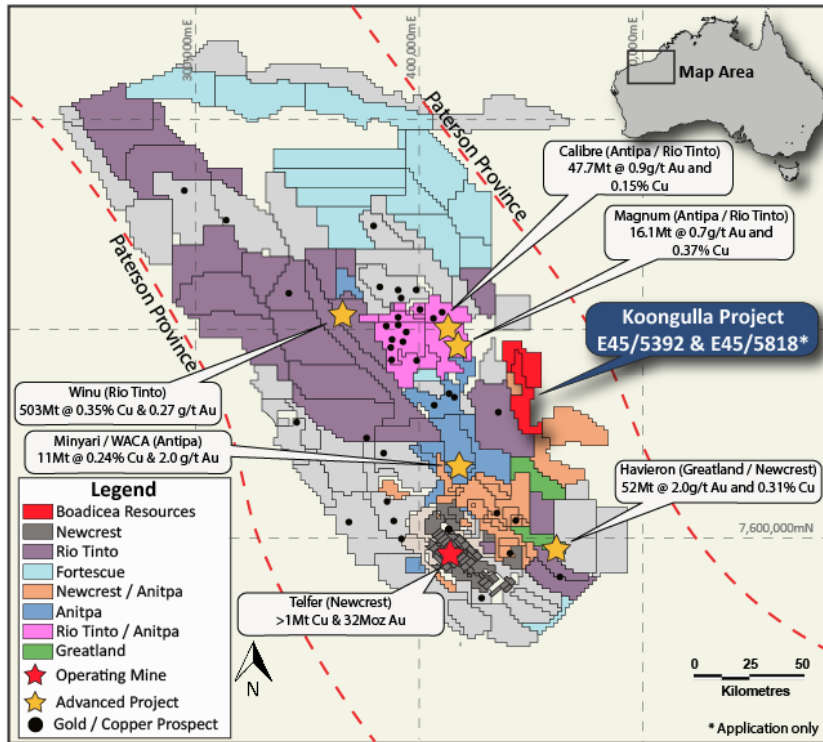 300,000mE
400,000mE
Map Area
Paterson Province
Calibre (Antipa / Rio Tinto)
47.7Mt @ 0.9g/t Au and
0.15% Cu
Magnum (Antipa / Rio Tinto)
16.1Mt @ 0.7g/t Au and
0.37% Cu
Paterson Province
Koongulla Project
E45/5392 & E45/5818*
Winu (Rio Tinto)
503Mt @ 0.35% Cu & 0.27 g/t Au
Minyari / WACA (Antipa)
11Mt @ 0.24% Cu & 2.0 g/t Au
Havieron (Greatland / Newcrest)
52Mt @ 2.0g/t Au and 0.31% Cu
7,600,000mN
Telfer (Newcrest)
>1Mt Cu & 32Moz Au
Legend
Boadicea Resources
Newcrest
Rio Tinto
Fortescue
Newcrest / Anitpa
Anitpa
Rio Tinto / Anitpa
Greatland
Operating Mine
Advanced Project
Gold / Copper Prospect
N
0 25 50
Kilometres
* Application only